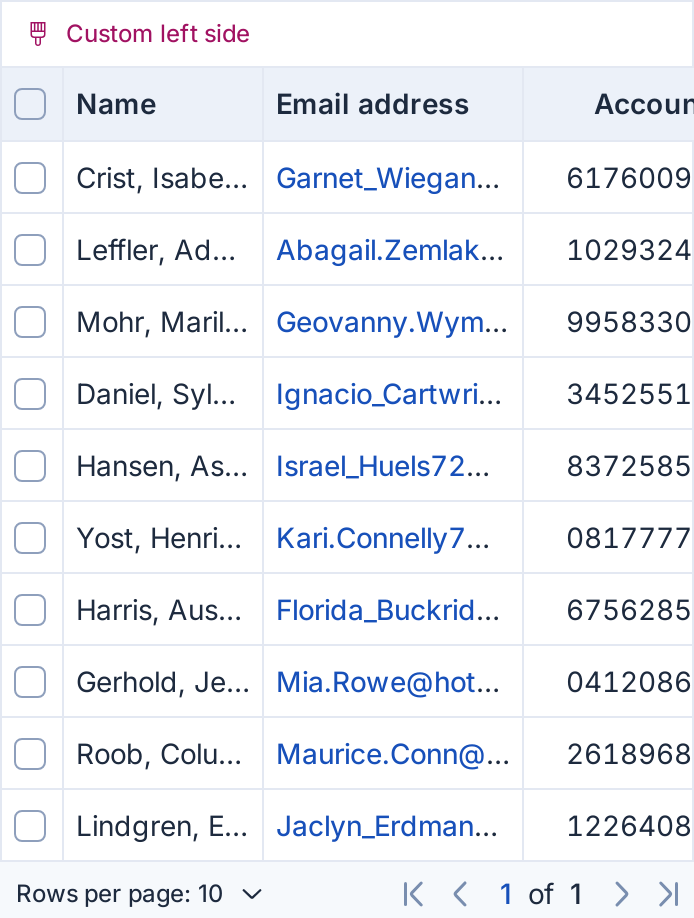 Custom left side
Name Email address Accoun
Crist, Isabe... Garnet_Wiegan... 6176009
Leffler, Ad... Abagail.Zemlak... 1029324
Mohr, Maril... Geovanny.Wym... 9958330
Daniel, Syl... Ignacio_Cartwri... 3452551
Hansen, As... Israel_Huels72... 8372585
Yost, Henri... Kari.Connelly7... 0817777
Harris, Aus... Florida_Buckrid... 6756285
Gerhold, Je... Mia.Rowe@hot... 0412086
Roob, Colu... Maurice.Conn@... 2618968
Lindgren, E... Jaclyn_Erdman... 1226408
Rows per page: 10 1 of 1